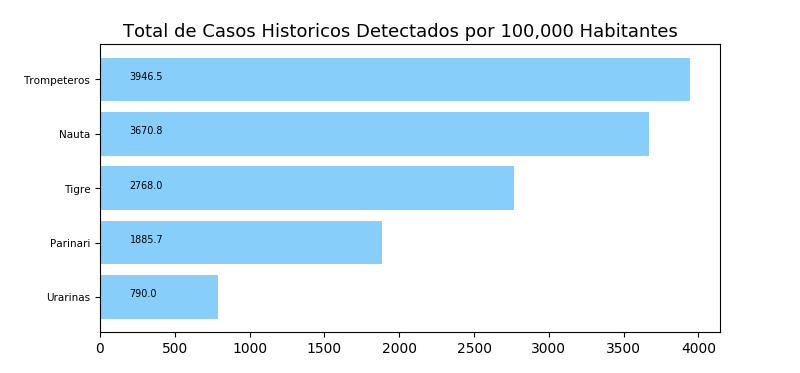 Total de Casos Historicos Detectados por 100,000 Habitantes
Trompeteros 3946.5
Nauta 3670.8
Tigre 2768.0
Parinari 1885.7
Urarinas 790.0
0 500 1000 1500 2000 2500 3000 3500 4000